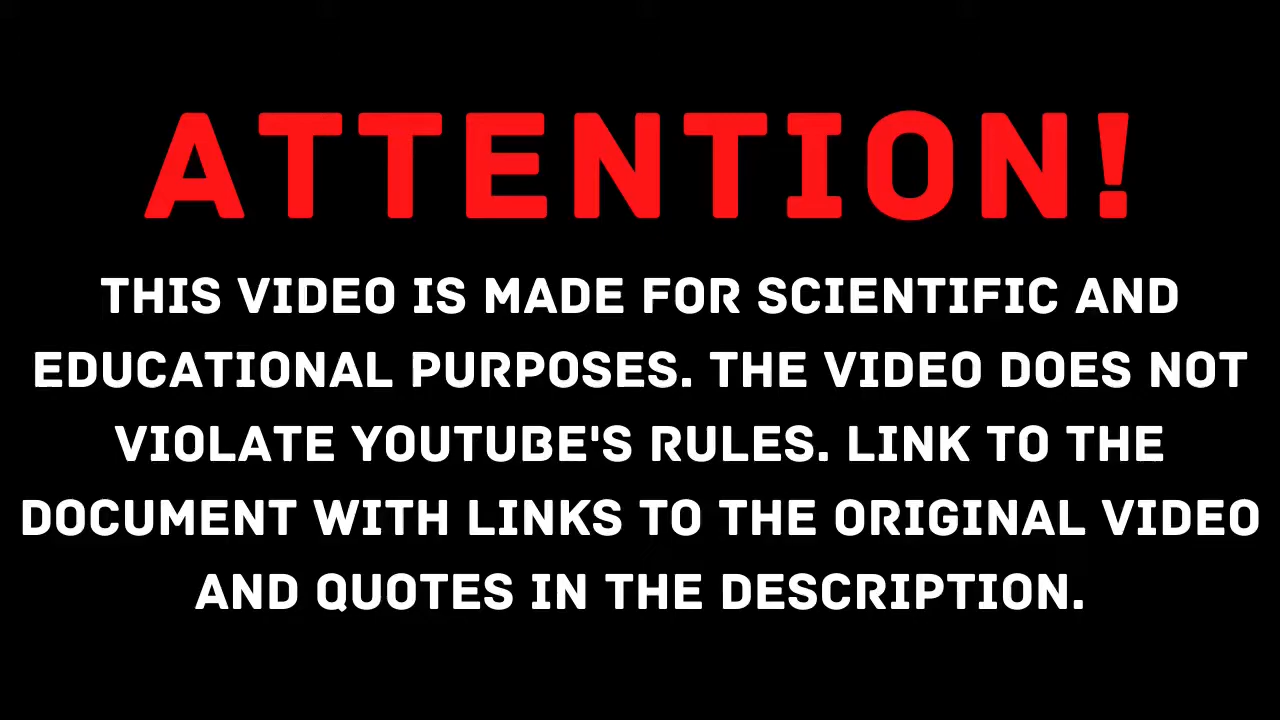 ATTENTION!
THIS VIDEO IS MADE FOR SCIENTIFIC AND
EDUCATIONAL PURPOSES. THE VIDEO DOES NOT
VIOLATE YOUTUBE'S RULES. LINK TO THE
DOCUMENT WITH LINKS TO THE ORIGINAL VIDEO
AND QUOTES IN THE DESCRIPTION.